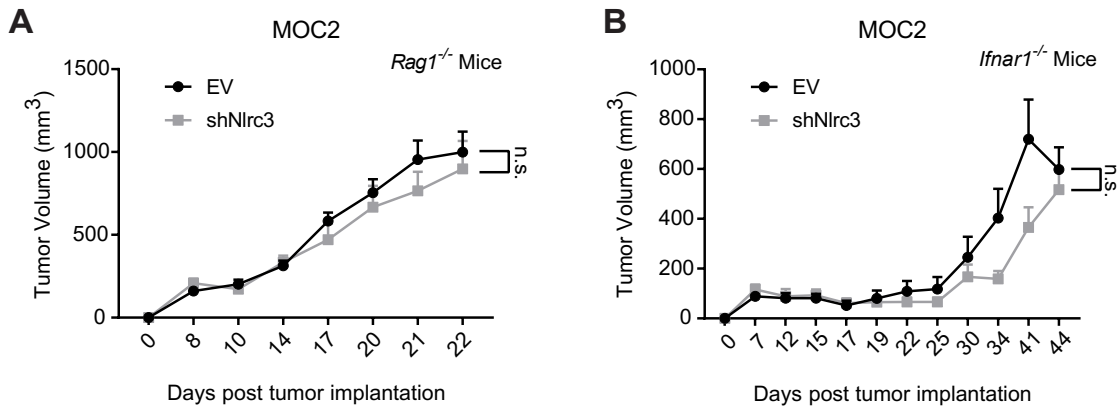 A
MOC2
Rag1-/- Mice
EV
shNlrc3
Tumor Volume (mm3)
1500
1000
500
0
n.s.
0 8 10 14 17 20 21 22
Days post tumor implantation
B
MOC2
Ifnar1-/- Mice
EV
shNlrc3
Tumor Volume (mm3)
1000
800
600
400
200
0
n.s.
0 7 12 15 17 19 22 25 30 34 41 44
Days post tumor implantation